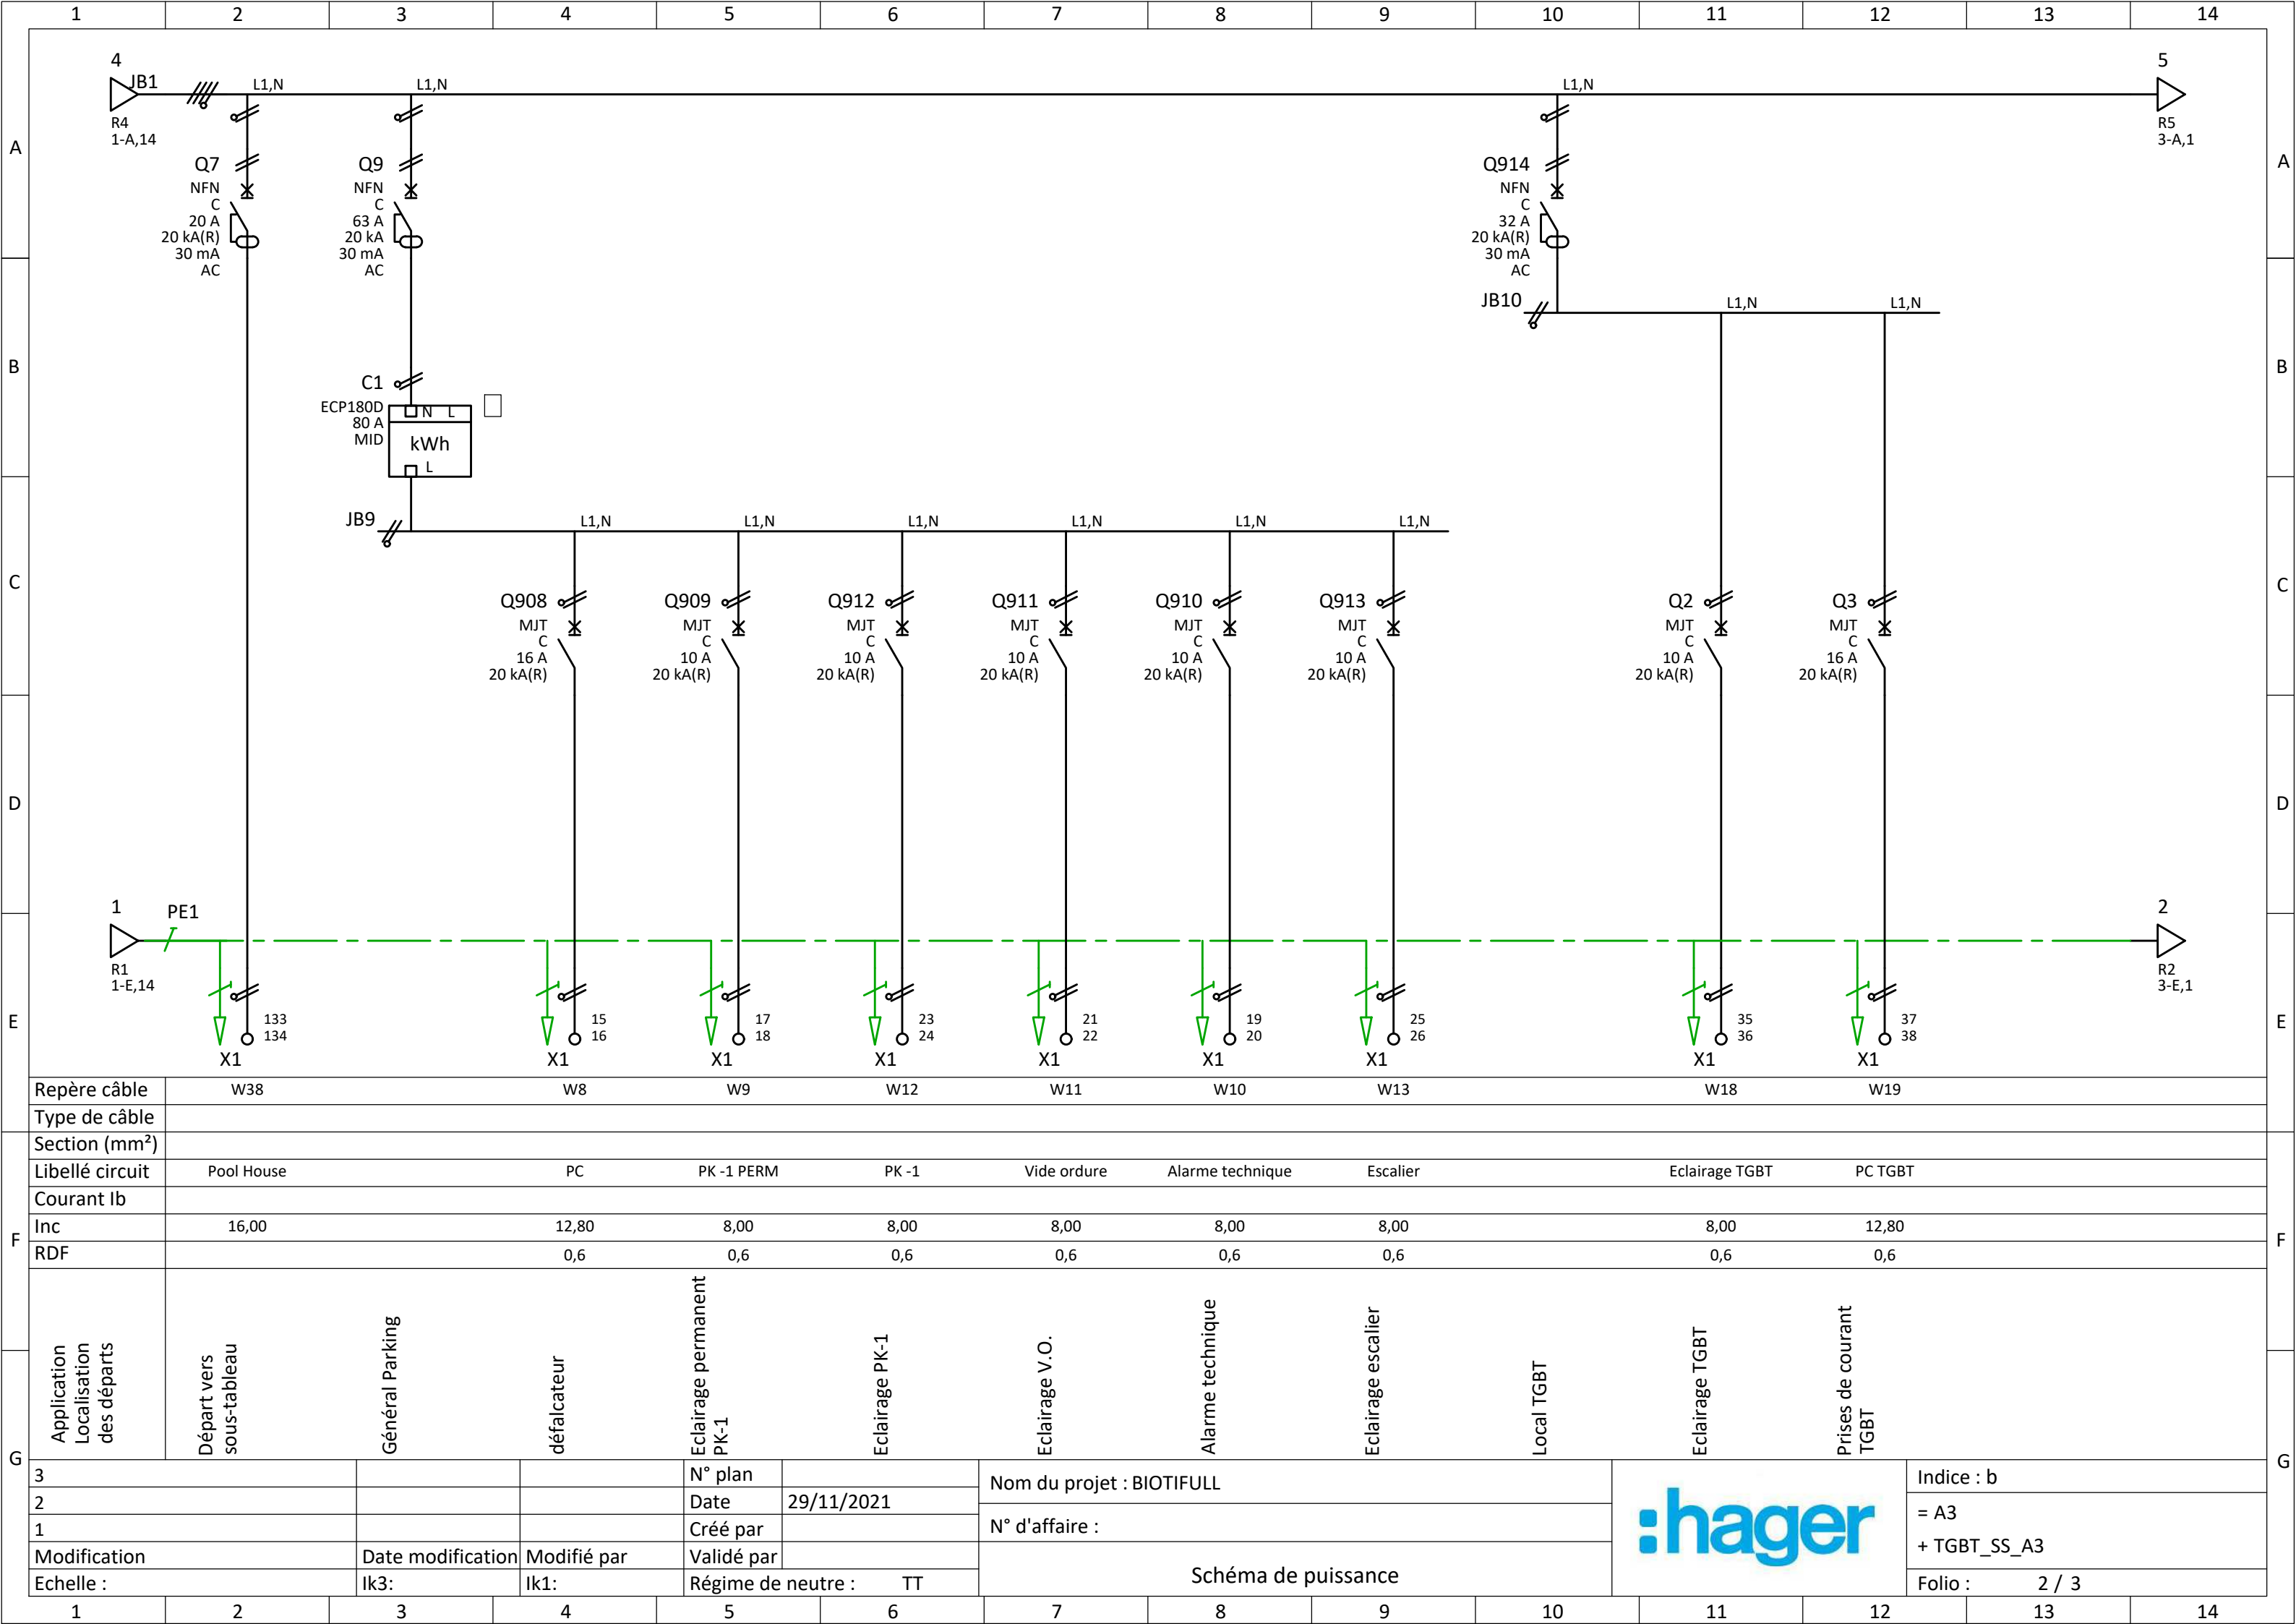 1 2 3 4 5 6 7 8 9 10 11 12 13 14
A A
B B
C C
D D
E E
F F
G G
4
JB1
R4
1-A,14
L1,N
L1,N
L1,N
5
R5
3-A,1
Q7
NFN
C
20 A
20 kA(R)
30 mA
AC
Q9
NFN
C
63 A
20 kA
30 mA
AC
Q914
NFN
C
32 A
20 kA(R)
30 mA
AC
JB10
L1,N
L1,N
C1
ECP180D
80 A
MID
N L
kWh
L
JB9
L1,N
L1,N
L1,N
L1,N
L1,N
L1,N
Q908
MJT
C
16 A
20 kA(R)
Q909
MJT
C
10 A
20 kA(R)
Q912
MJT
C
10 A
20 kA(R)
Q911
MJT
C
10 A
20 kA(R)
Q910
MJT
C
10 A
20 kA(R)
Q913
MJT
C
10 A
20 kA(R)
Q2
MJT
C
10 A
20 kA(R)
Q3
MJT
C
16 A
20 kA(R)
1
PE1
R1
1-E,14
2
R2
3-E,1
133
134
X1
15
16
X1
17
18
X1
23
24
X1
21
22
X1
19
20
X1
25
26
X1
35
36
X1
37
38
X1
Repère câble W38 W8 W9 W12 W11 W10 W13 W18 W19
Type de câble
Section (mm²)
Libellé circuit Pool House PC PK -1 PERM PK -1 Vide ordure Alarme technique Escalier Eclairage TGBT PC TGBT
Courant Ib
Inc 16,00 12,80 8,00 8,00 8,00 8,00 8,00 8,00 12,80
RDF 0,6 0,6 0,6 0,6 0,6 0,6 0,6 0,6
Application
Localisation
des départs
Départ vers
sous-tableau
Général Parking
défalcateur
Eclairage permanent
PK-1
Eclairage PK-1
Eclairage V.O.
Alarme technique
Eclairage escalier
Local TGBT
Eclairage TGBT
Prises de courant
TGBT
3
2
1
Modification Date modification Modifié par
Echelle : Ik3: Ik1:
N° plan
Date 29/11/2021
Créé par
Validé par
Régime de neutre : TT
Nom du projet : BIOTIFULL
N° d'affaire :
Schéma de puissance
:hager
Indice : b
= A3
+ TGBT_SS_A3
Folio : 2 / 3
1 2 3 4 5 6 7 8 9 10 11 12 13 14